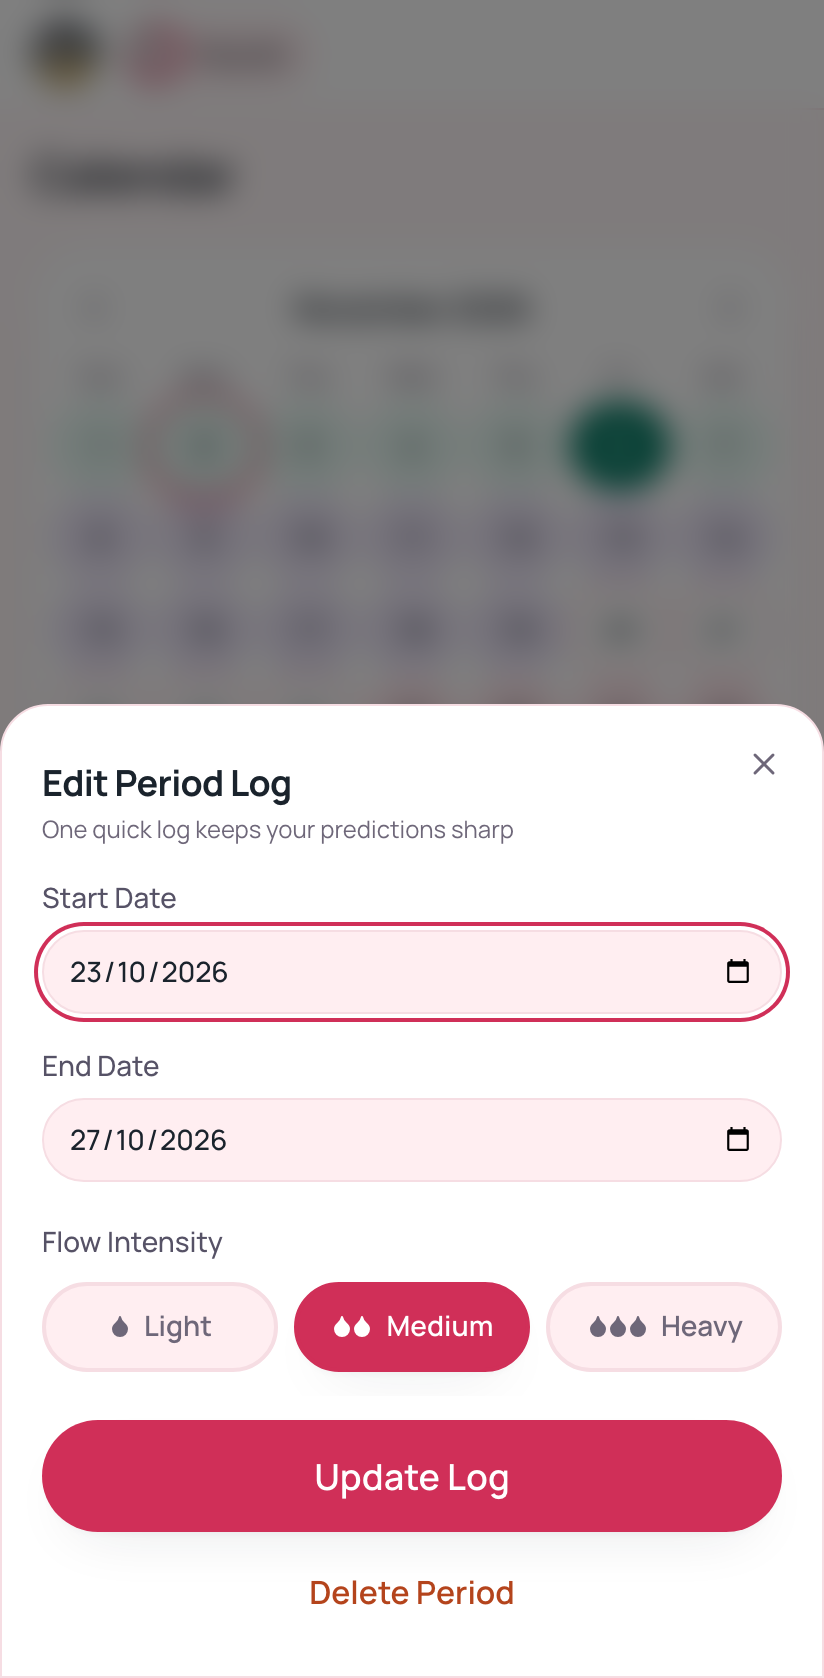 Calendar
Edit Period Log
One quick log keeps your predictions sharp
Start Date
23/10/2026
End Date
27/10/2026
Flow Intensity
Light
Medium
Heavy
Update Log
Delete Period